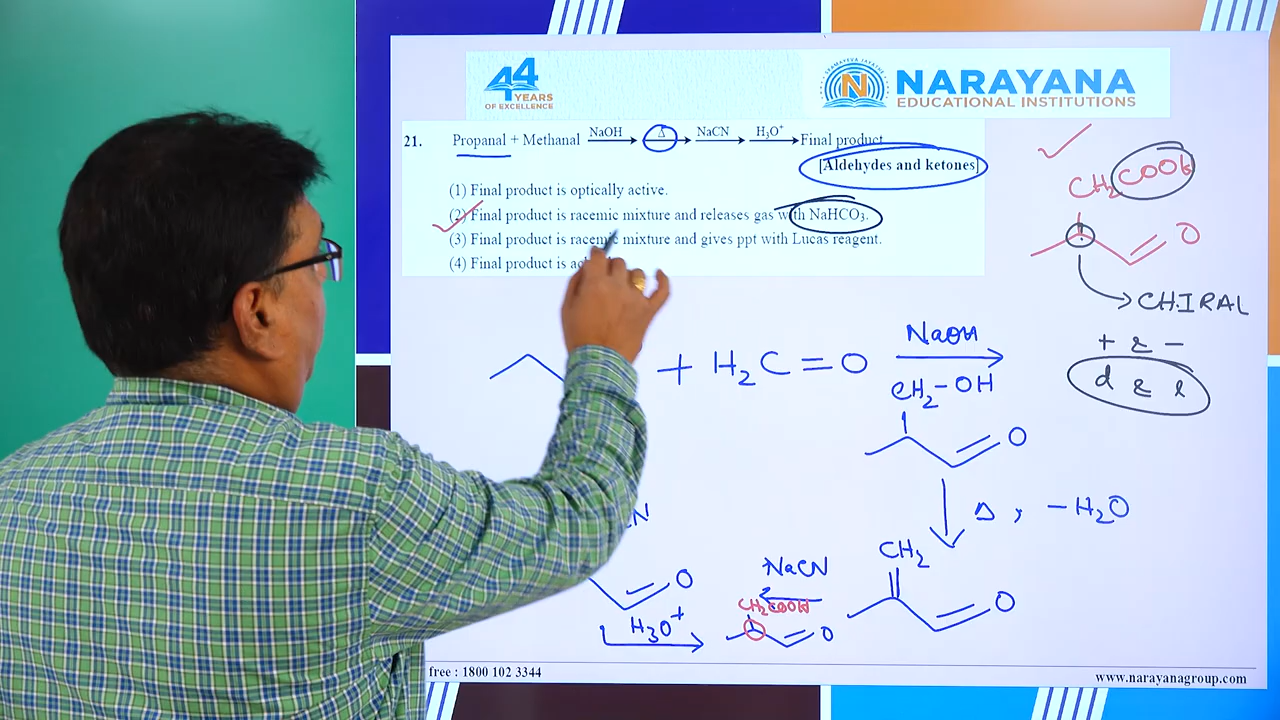 44
YEARS
OF EXCELLENCE
N
NARAYANA
EDUCATIONAL INSTITUTIONS
21. Propanal + Methanal NaOH Δ NaCN H₃O⁺ Final product
[Aldehydes and ketones]
(1) Final product is optically active.
(2) Final product is racemic mixture and releases gas with NaHCO₃.
(3) Final product is racemic mixture and gives ppt with Lucas reagent.
(4) Final product is
CH₂
O
CHIRAL
+ & −
d & l
+ H₂C = O
NaOH
CH₂-OH
O
Δ, -H₂O
CH₂
O
NaCN
CH₂COOH
O
O
H₃O⁺
free : 1800 102 3344
www.narayanagroup.com